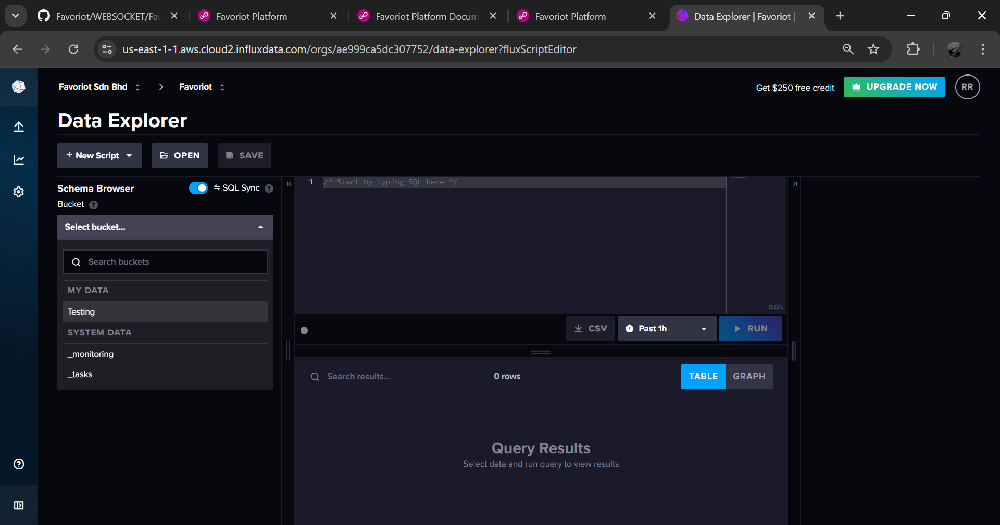 Favoriot/WEBSOCKET/Fav
Favoriot Platform
Favoriot Platform Docum
Favoriot Platform
Data Explorer | Favoriot |
us-east-1-1.aws.cloud2.influxdata.com/orgs/ae999ca5dc307752/data-explorer?fluxScriptEditor
Favoriot Sdn Bhd
Favoriot
Get $250 free credit
UPGRADE NOW
RR
Data Explorer
+ New Script
OPEN
SAVE
Schema Browser
SQL Sync ?
Bucket ?
Select bucket...
Search buckets
MY DATA
Testing
SYSTEM DATA
_monitoring
_tasks
1 /* Start by typing SQL here */
SQL
CSV
Past 1h
RUN
Search results...
0 rows
TABLE
GRAPH
Query Results
Select data and run query to view results